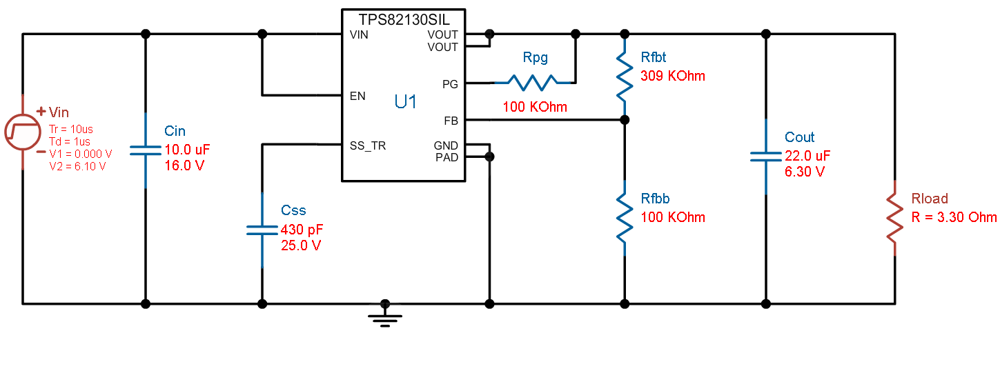 TPS82130SIL
VIN
VOUT
VOUT
PG
EN
U1
FB
SS_TR
GND
PAD
+ Vin
Tr = 10us
Td = 1us
V1 = 0.000 V
V2 = 6.10 V
Cin
10.0 uF
16.0 V
Css
430 pF
25.0 V
Rpg
100 KOhm
Rfbt
309 KOhm
Rfbb
100 KOhm
Cout
22.0 uF
6.30 V
Rload
R = 3.30 Ohm